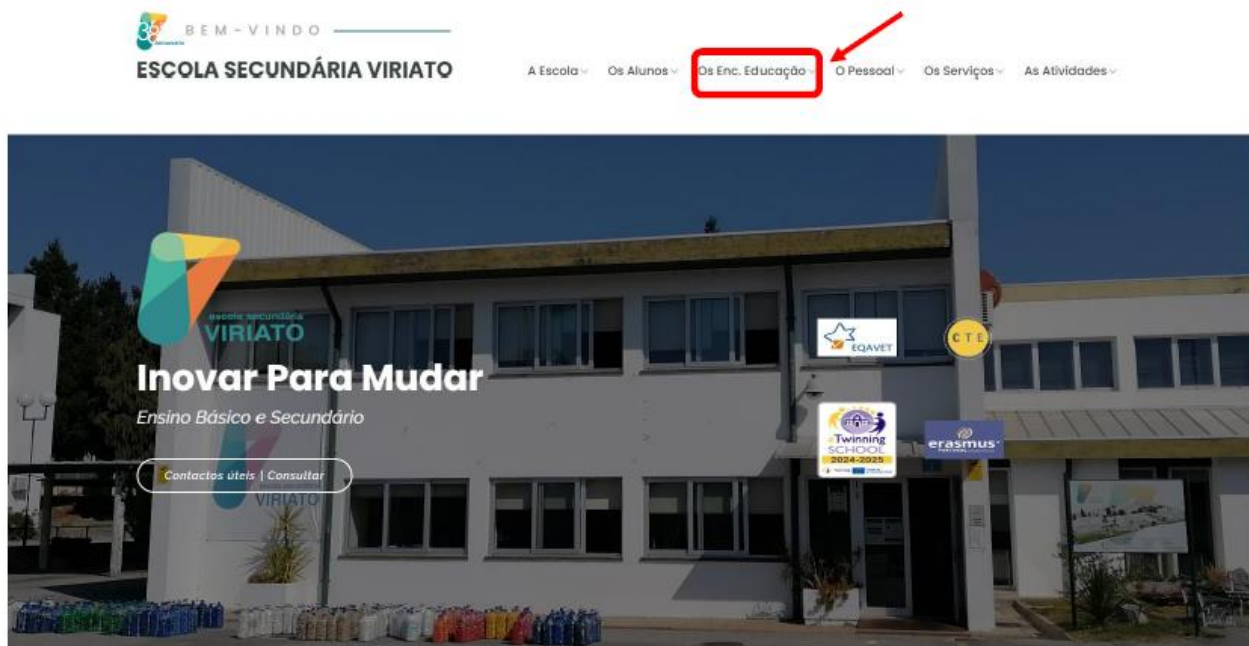 BEM-VINDO
ESCOLA SECUNDÁRIA VIRIATO
A Escola
Os Alunos
Os Enc. Educação
O Pessoal
Os Serviços
As Atividades
escola secundária
VIRIATO
Inovar Para Mudar
Ensino Básico e Secundário
Contactos úteis | Consultar
VIRIATO
EQAVET
CTE
eTwinning
SCHOOL
2024-2025
erasmus+